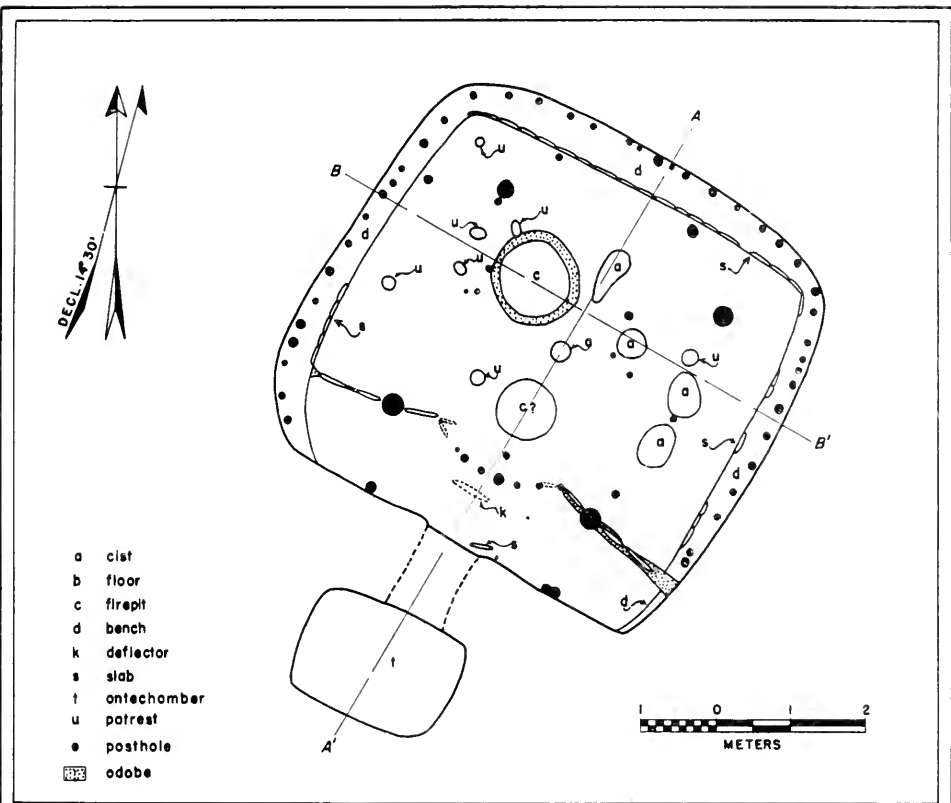 A
u
d
B
u
u
d
u
s
a
u
c
DECL. 14°30'
s
a
a
u
u
a
c?
s
B'
a
d
k
s
a cist
b floor
c firepit
d bench
k deflector
s slab
t antechamber
u potrest
posthole
adobe
d
t
A'
1 0 1 2
METERS